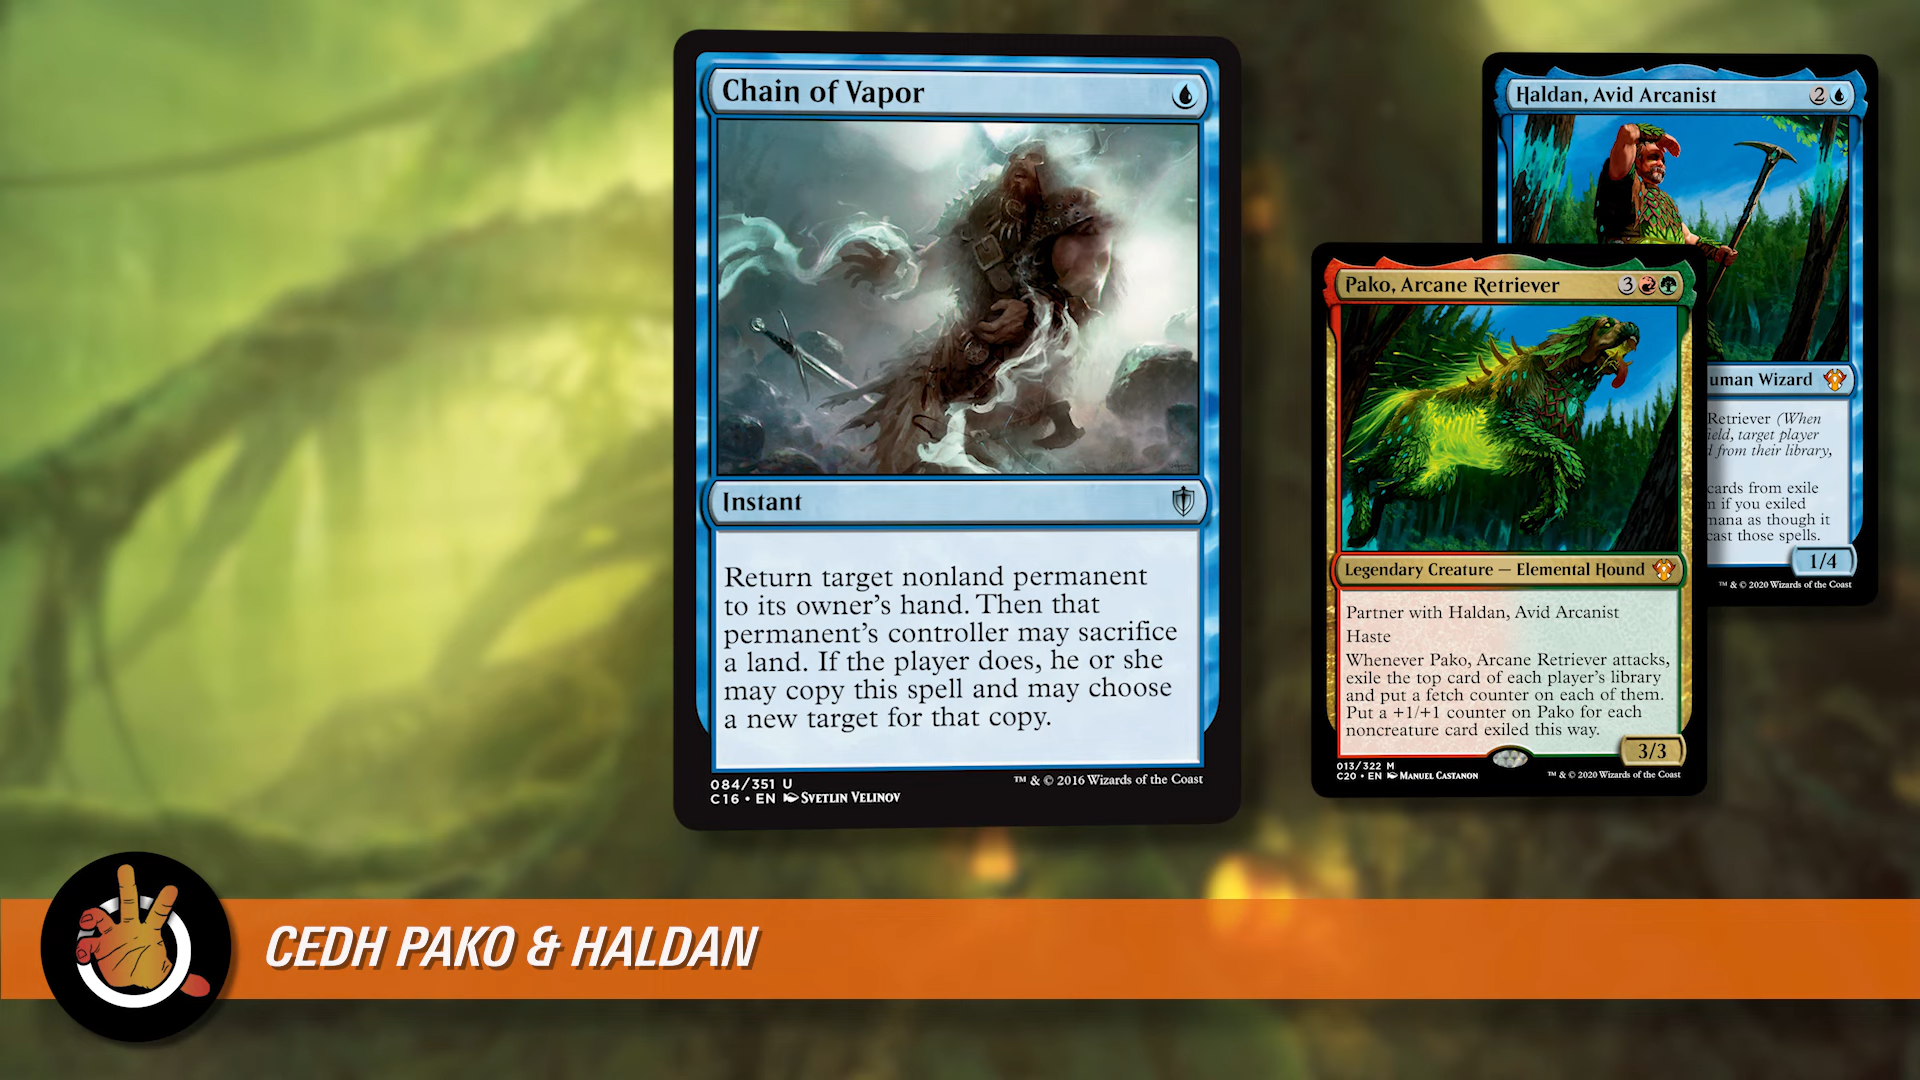 Chain of Vapor
Instant
Return target nonland permanent
to its owner's hand. Then that
permanent's controller may sacrifice
a land. If the player does, he or she
may copy this spell and may choose
a new target for that copy.
084/351 U
C16 • EN Svetlin Velinov
™ & © 2016 Wizards of the Coast
Haldan, Avid Arcanist 2
uman Wizard
Retriever (When
ield, target player
from their library,
cards from exile
if you exiled
mana as though it
cast those spells.
1/4
™ & © 2020 Wizards of the Coast
Pako, Arcane Retriever 3
Legendary Creature — Elemental Hound
Partner with Haldan, Avid Arcanist
Haste
Whenever Pako, Arcane Retriever attacks,
exile the top card of each player's library
and put a fetch counter on each of them.
Put a +1/+1 counter on Pako for each
noncreature card exiled this way.
3/3
013/322 M
C20 • EN Manuel Castanon
™ & © 2020 Wizards of the Coast
CEDH PAKO & HALDAN